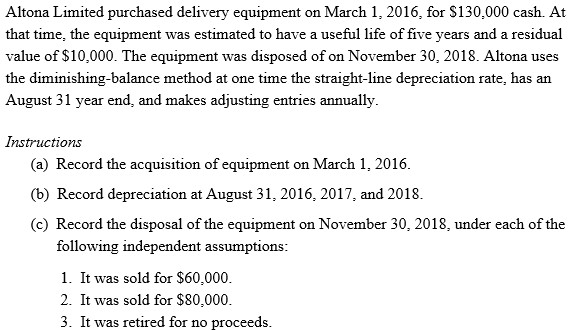 Altona Limited purchased delivery equipment on March 1, 2016, for $130,000 cash. At
that time, the equipment was estimated to have a useful life of five years and a residual
value of $10,000. The equipment was disposed of on November 30, 2018. Altona uses
the diminishing-balance method at one time the straight-line depreciation rate, has an
August 31 year end, and makes adjusting entries annually.
Instructions
(a) Record the acquisition of equipment on March 1, 2016.
(b) Record depreciation at August 31, 2016, 2017, and 2018.
(c) Record the disposal of the equipment on November 30, 2018, under each of the
following independent assumptions:
1. It was sold for $60,000.
2. It was sold for $80,000.
3. It was retired for no proceeds.